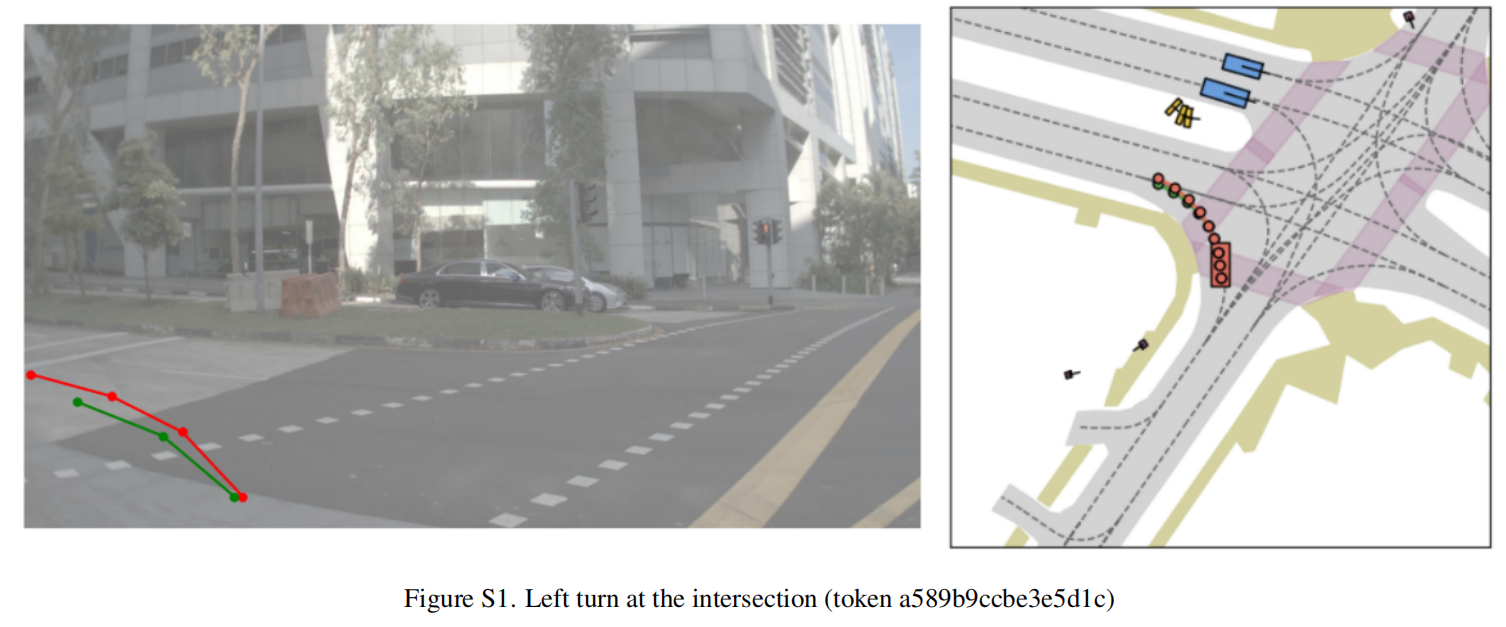 Figure S1. Left turn at the intersection (token a589b9ccbe3e5d1c)